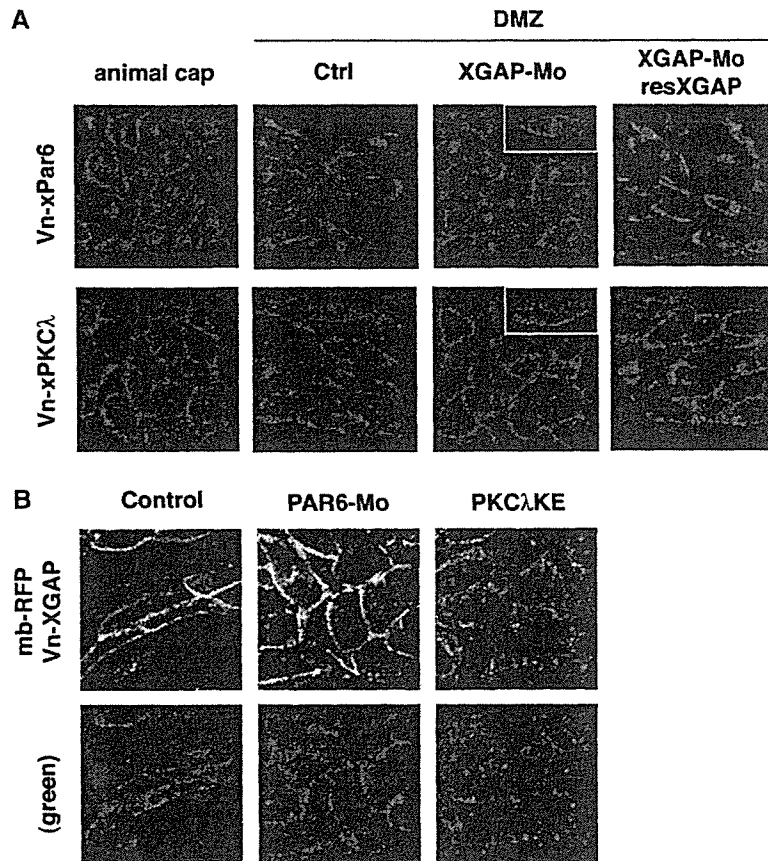 A
DMZ
animal cap
Ctrl
XGAP-Mo
XGAP-Mo
resXGAP
Vn-xPar6
Vn-xPKCλ
B
Control
PAR6-Mo
PKCλKE
mb-RFP
Vn-XGAP
(green)